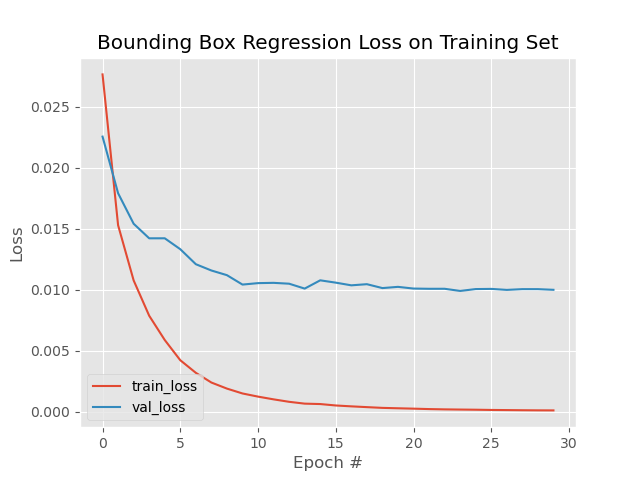 Bounding Box Regression Loss on Training Set
Loss
0.025
0.020
0.015
0.010
0.005
0.000
train_loss
val_loss
0 5 10 15 20 25 30
Epoch #